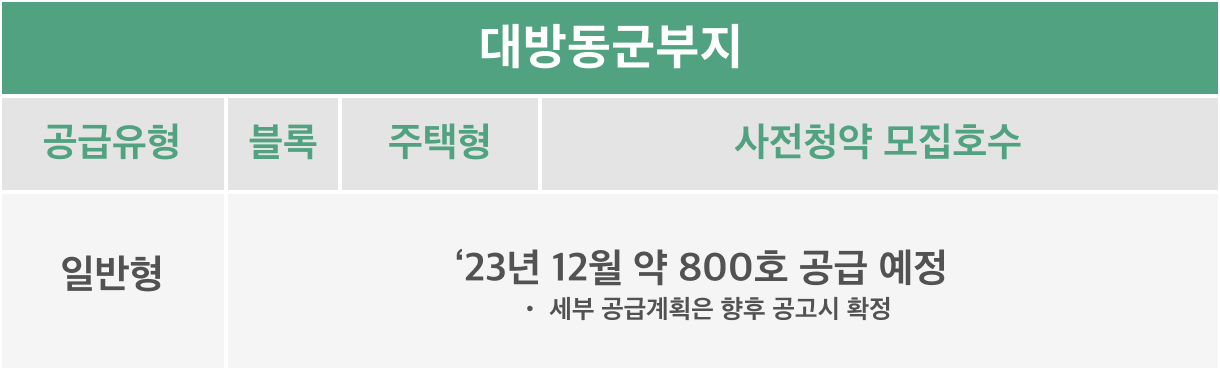 대방동군부지
공급유형 블록 주택형 사전청약 모집호수
일반형
‘23년 12월 약 800호 공급 예정
• 세부 공급계획은 향후 공고시 확정